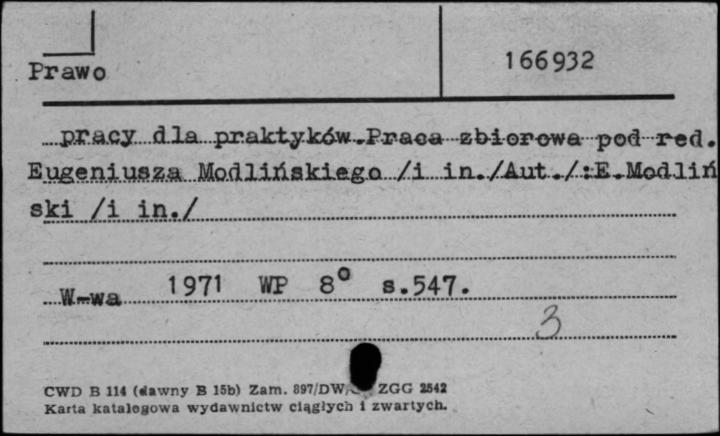 Prawo
166932
pracy dla praktyków.Praca zbiorowa pod red.
Eugeniusza Modlińskiego /i in./Aut./:E.Modliń
ski /i in./
W-wa 1971 WP 8° s.547.
3
CWD B 114 (dawny B 15b) Zam. 897/DW, ZGG 2542
Karta katalogowa wydawnictw ciągłych i zwartych.